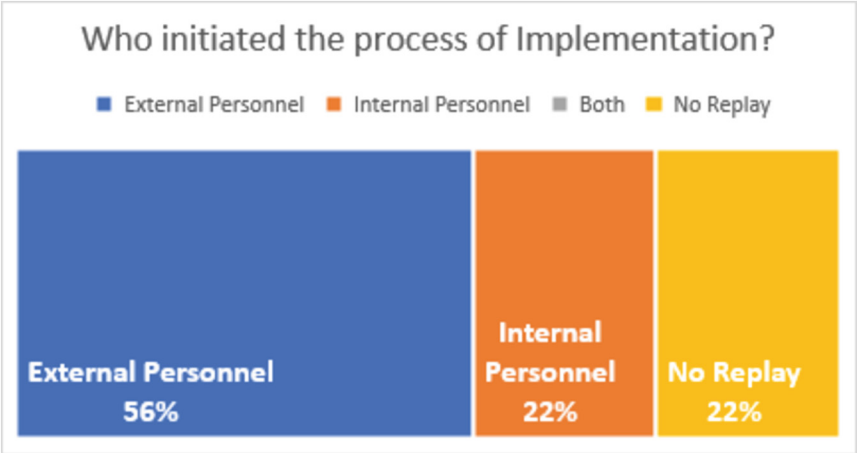 Who initiated the process of Implementation?
External Personnel Internal Personnel Both No Replay
External Personnel
56%
Internal
Personnel
22%
No Replay
22%